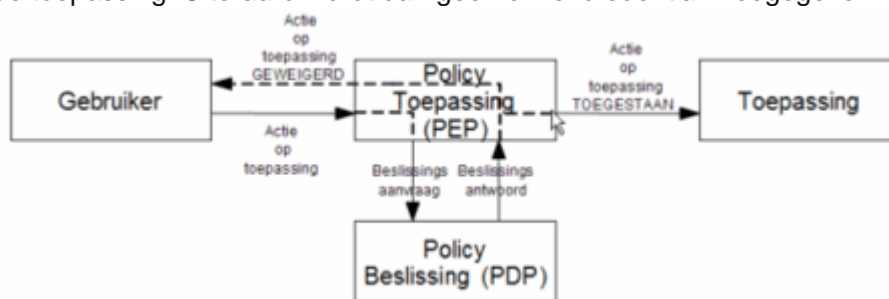 Actie
op
toepassing
GEWEIGERD
Gebruiker
Actie
op
toepassing
Policy
Toepassing
(PEP)
Actie
op
toepassing
TOEGESTAAN
Toepassing
Beslissings
aanvraag
Beslissings
antwoord
Policy
Beslissing (PDP)